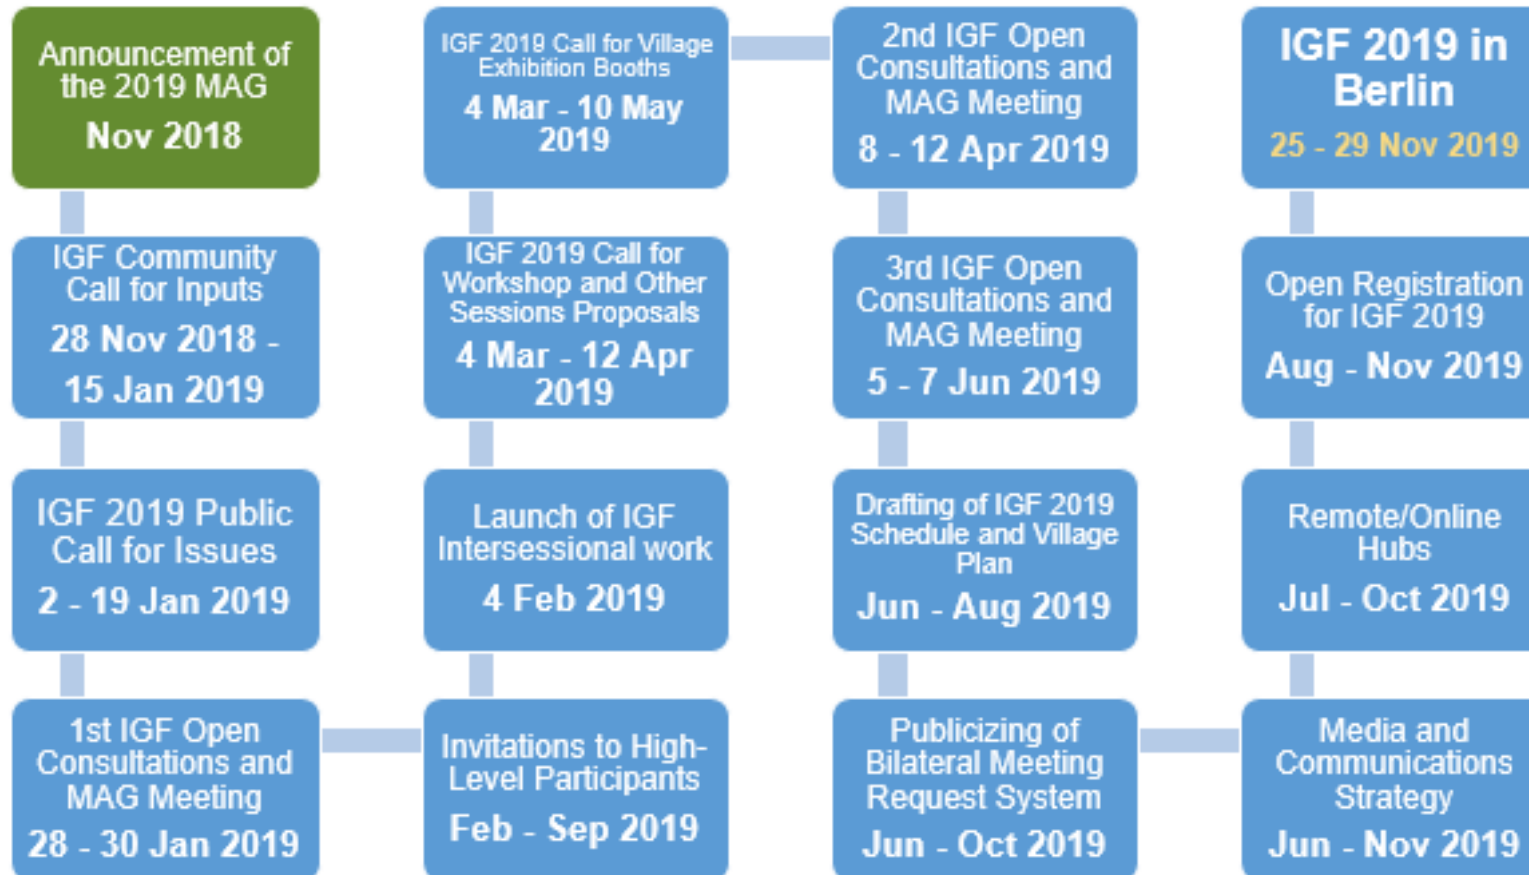 Announcement of
the 2019 MAG
Nov 2018
IGF Community
Call for Inputs
28 Nov 2018 -
15 Jan 2019
IGF 2019 Public
Call for Issues
2 - 19 Jan 2019
1st IGF Open
Consultations and
MAG Meeting
28 - 30 Jan 2019
Invitations to High-
Level Participants
Feb - Sep 2019
Launch of IGF
Intersessional work
4 Feb 2019
IGF 2019 Call for
Workshop and Other
Sessions Proposals
4 Mar - 12 Apr
2019
IGF 2019 Call for Village
Exhibition Booths
4 Mar - 10 May
2019
2nd IGF Open
Consultations and
MAG Meeting
8 - 12 Apr 2019
3rd IGF Open
Consultations and
MAG Meeting
5 - 7 Jun 2019
Drafting of IGF 2019
Schedule and Village
Plan
Jun - Aug 2019
Publicizing of
Bilateral Meeting
Request System
Jun - Oct 2019
Media and
Communications
Strategy
Jun - Nov 2019
Remote/Online
Hubs
Jul - Oct 2019
Open Registration
for IGF 2019
Aug - Nov 2019
IGF 2019 in
Berlin
25 - 29 Nov 2019